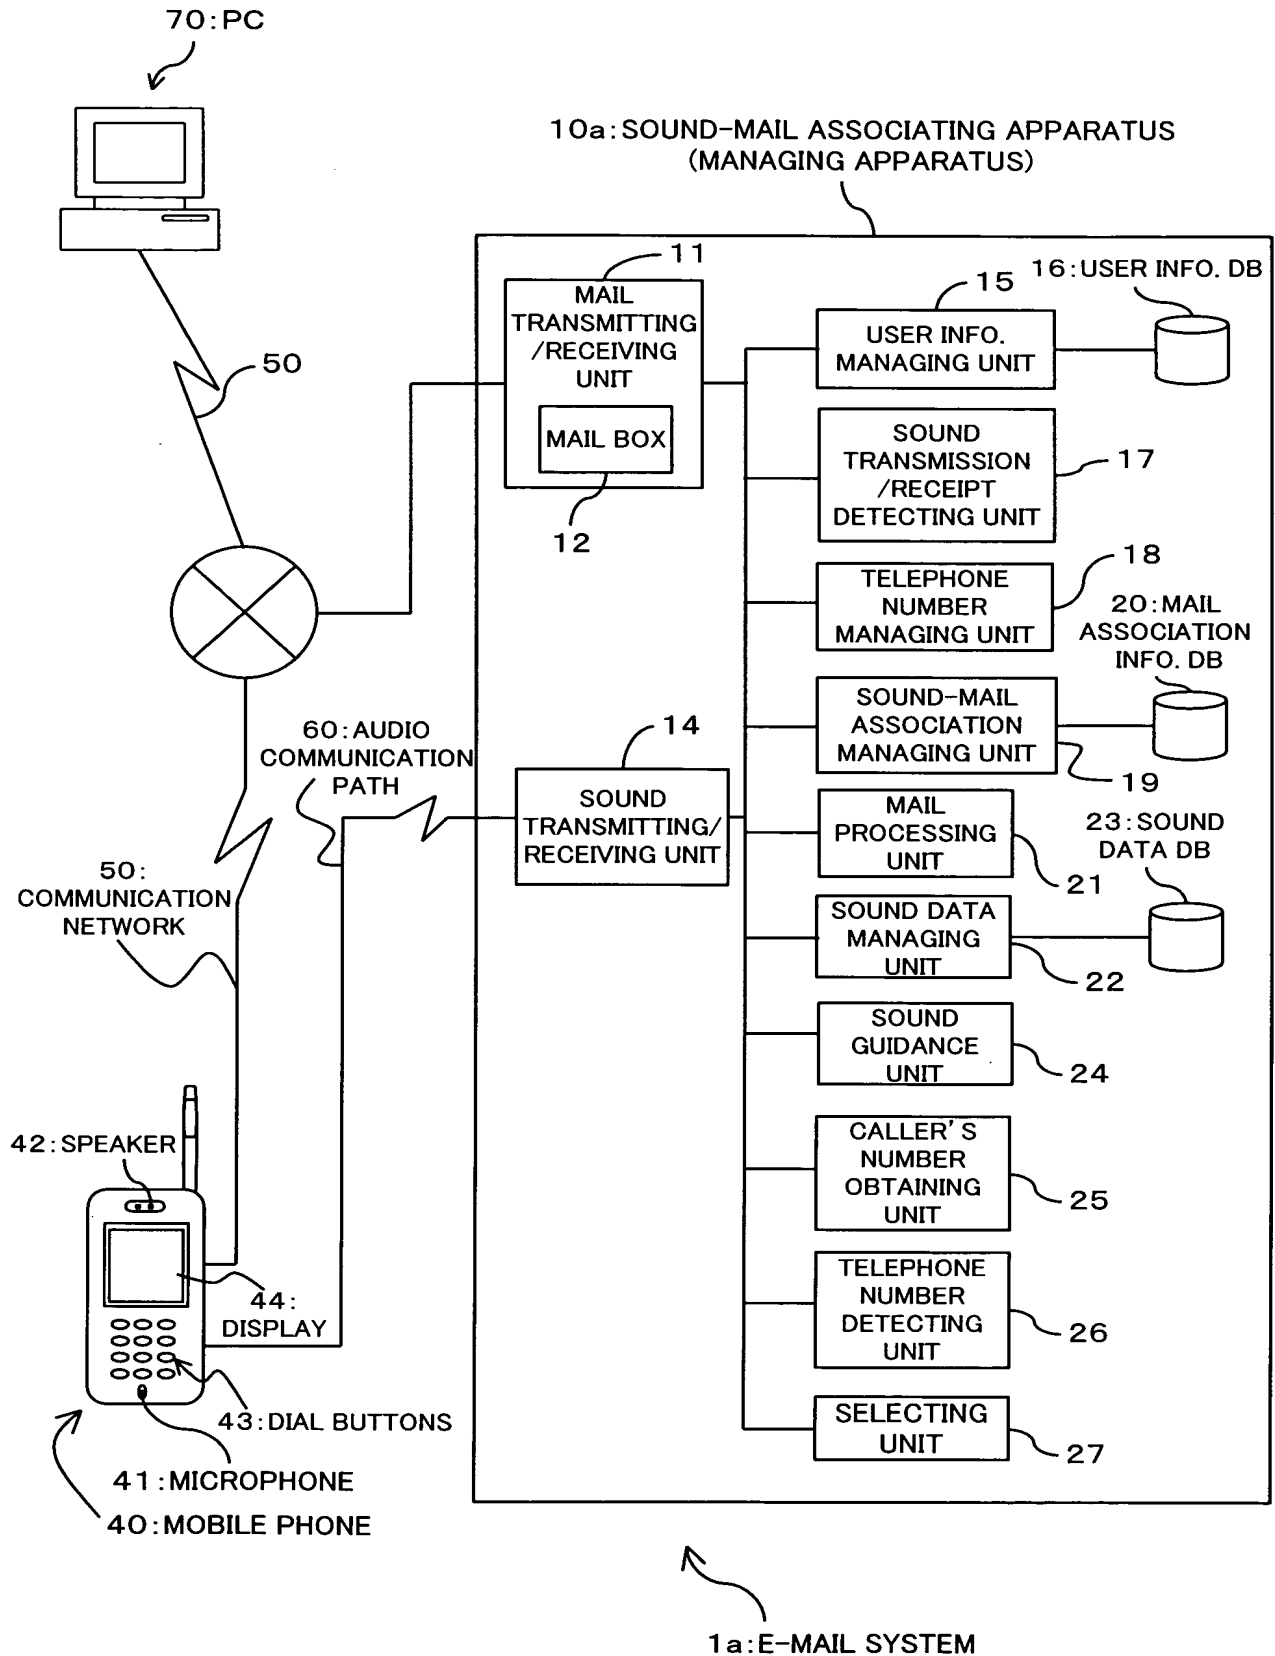 70:PC
10a:SOUND-MAIL ASSOCIATING APPARATUS
(MANAGING APPARATUS)
11
MAIL
TRANSMITTING
/RECEIVING
UNIT
MAIL BOX
12
15
USER INFO.
MANAGING UNIT
16:USER INFO. DB
50
SOUND
TRANSMISSION
/RECEIPT
DETECTING UNIT
17
TELEPHONE
NUMBER
MANAGING UNIT
18
20:MAIL
ASSOCIATION
INFO. DB
SOUND-MAIL
ASSOCIATION
MANAGING UNIT
19
60:AUDIO
COMMUNICATION
PATH
14
SOUND
TRANSMITTING/
RECEIVING UNIT
MAIL
PROCESSING
UNIT
21
23:SOUND
DATA DB
50:
COMMUNICATION
NETWORK
SOUND DATA
MANAGING
UNIT
22
SOUND
GUIDANCE
UNIT
24
42:SPEAKER
CALLER'S
NUMBER
OBTAINING
UNIT
25
44:
DISPLAY
TELEPHONE
NUMBER
DETECTING
UNIT
26
43:DIAL BUTTONS
SELECTING
UNIT
27
41:MICROPHONE
40:MOBILE PHONE
1a:E-MAIL SYSTEM